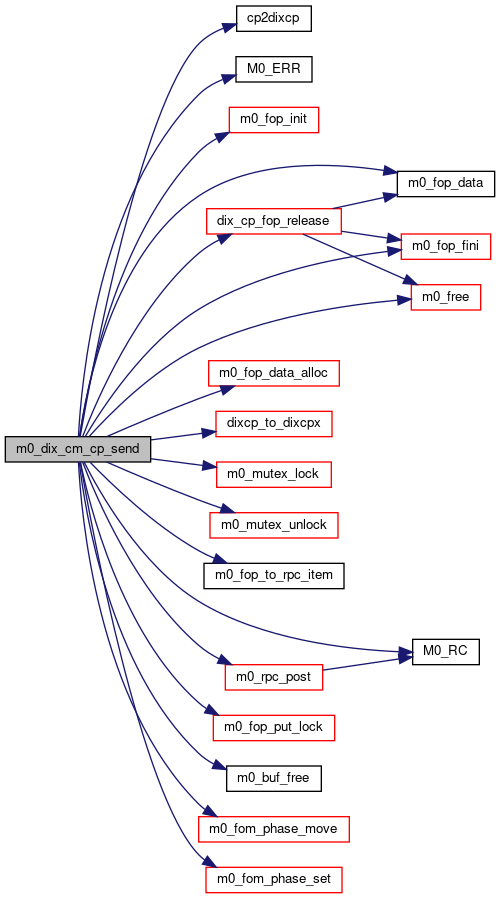 cp2dixcp
M0_ERR
m0_fop_init
m0_fop_data
dix_cp_fop_release
m0_fop_fini
m0_free
m0_fop_data_alloc
dixcp_to_dixcpx
m0_dix_cm_cp_send
m0_mutex_lock
m0_mutex_unlock
m0_fop_to_rpc_item
M0_RC
m0_rpc_post
m0_fop_put_lock
m0_buf_free
m0_fom_phase_move
m0_fom_phase_set